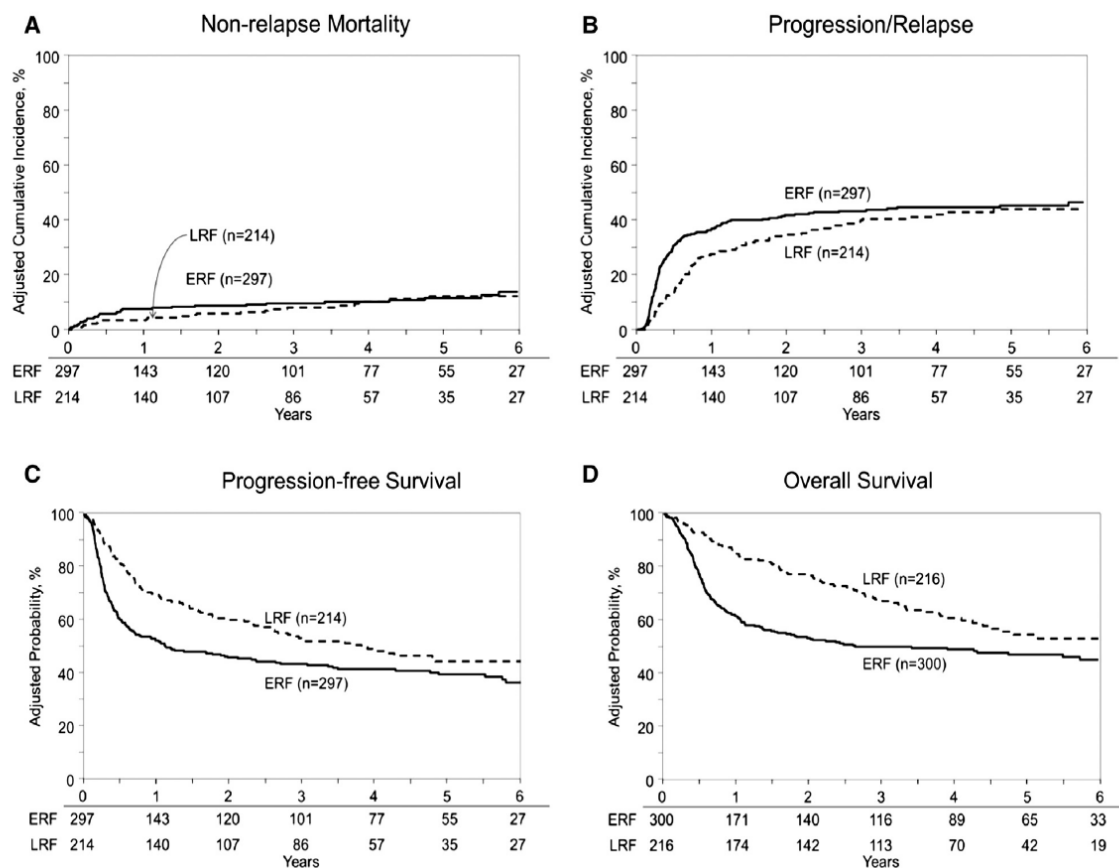 A Non-relapse Mortality
Adjusted Cumulative Incidence, %
100
80
60
40
20
0
LRF (n=214)
ERF (n=297)
0 1 2 3 4 5 6
ERF 297 143 120 101 77 55 27
LRF 214 140 107 86 57 35 27
Years
B Progression/Relapse
Adjusted Cumulative Incidence, %
100
80
60
40
20
0
ERF (n=297)
LRF (n=214)
0 1 2 3 4 5 6
ERF 297 143 120 101 77 55 27
LRF 214 140 107 86 57 35 27
Years
C Progression-free Survival
Adjusted Probability, %
100
80
60
40
20
0
LRF (n=214)
ERF (n=297)
0 1 2 3 4 5 6
ERF 297 143 120 101 77 55 27
LRF 214 140 107 86 57 35 27
Years
D Overall Survival
Adjusted Probability, %
100
80
60
40
20
0
LRF (n=216)
ERF (n=300)
0 1 2 3 4 5 6
ERF 300 171 140 116 89 65 33
LRF 216 174 142 113 70 42 19
Years